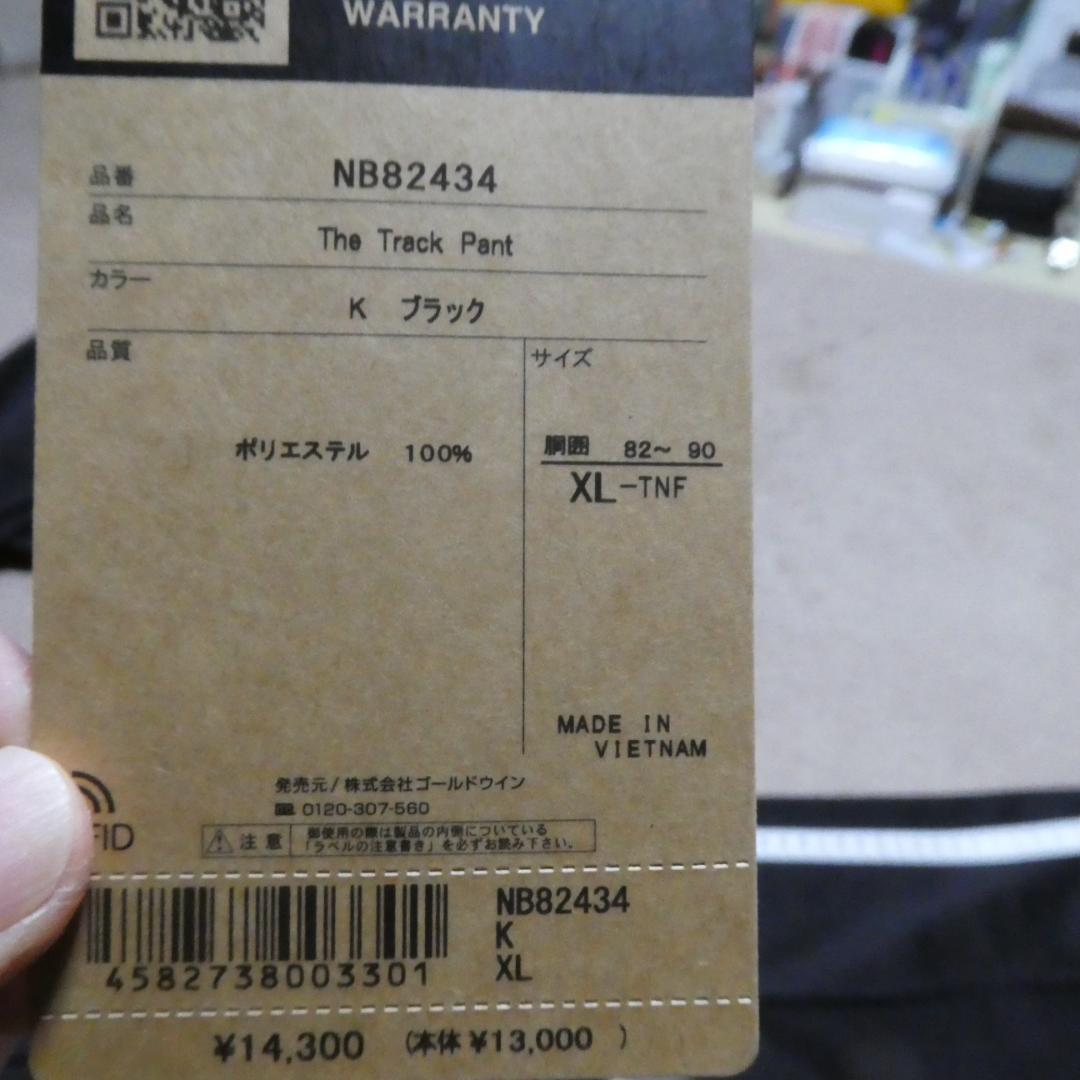 WARRANTY
品番 NB82434
品名 The Track Pant
カラー K ブラック
品質 サイズ
ポリエステル 100% 胴囲 82～ 90
XL-TNF
MADE IN
VIETNAM
発売元/株式会社ゴールドウイン
0120-307-560
FID
注意 御使用の際は製品の内側についている
「ラベルの注意書き」を必ずお読み下さい。
NB82434
K
XL
4582738003301
¥14,300 (本体 ¥13,000 )